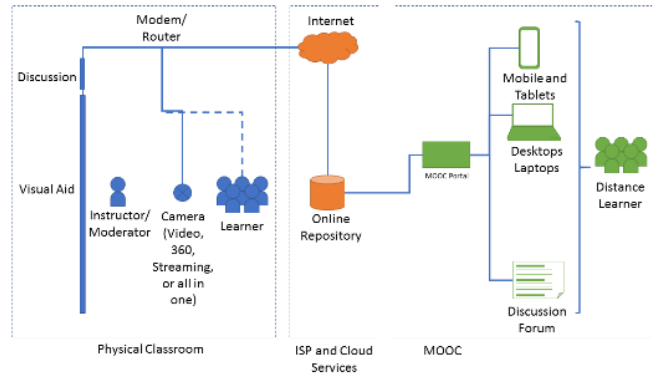 Modem/
Router
Internet
Discussion
Mobile and
Tablets
Visual Aid
Desktops
Laptops
MOOC Portal
Distance
Learner
Instructor/
Moderator
Camera
(Video,
360,
Streaming,
or all in
one)
Learner
Online
Repository
Discussion
Forum
Physical Classroom
ISP and Cloud
Services
MOOC